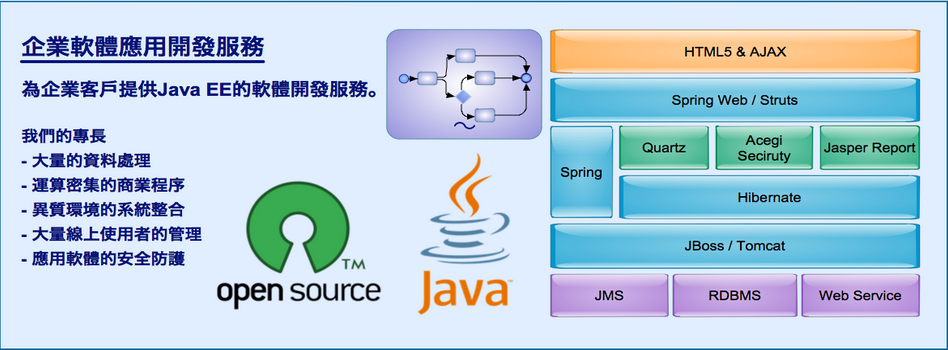 企業軟體應用開發服務
為企業客戶提供Java EE的軟體開發服務。
我們的專長
- 大量的資料處理
- 運算密集的商業程序
- 異質環境的系統整合
- 大量線上使用者的管理
- 應用軟體的安全防護
TM
open source
Java™
HTML5 & AJAX
Spring Web / Struts
Spring
Quartz
Acegi
Seciruty
Jasper Report
Hibernate
JBoss / Tomcat
JMS
RDBMS
Web Service